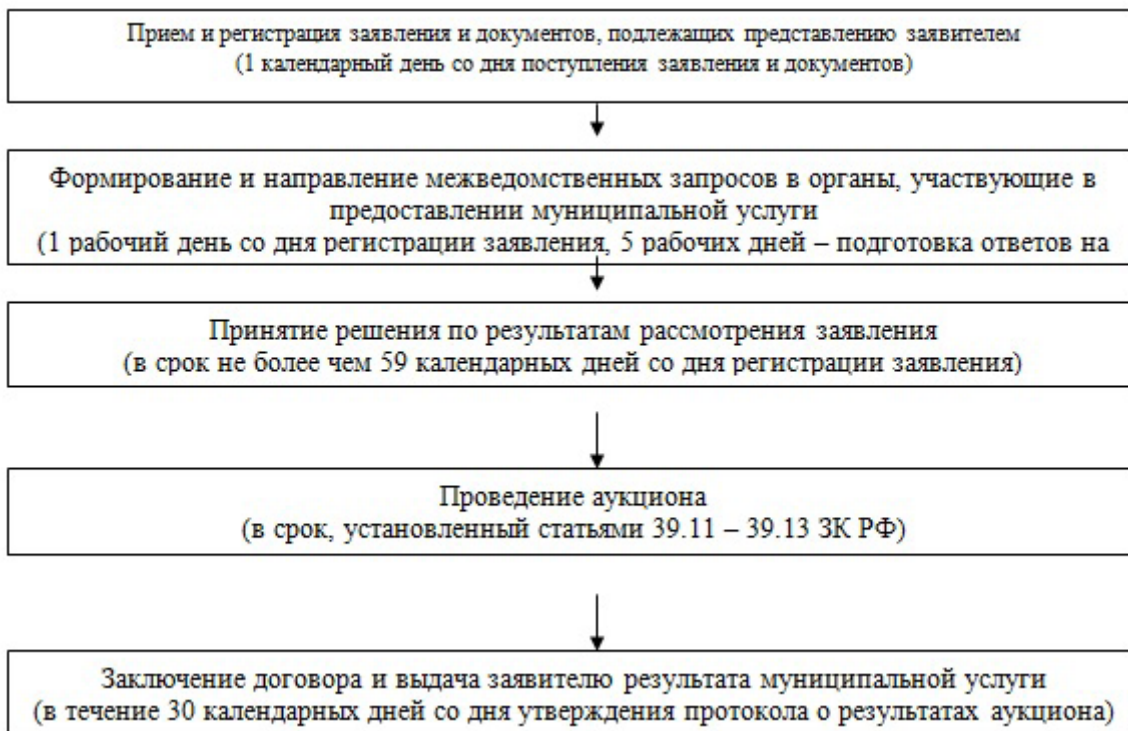 Прием и регистрация заявления и документов, подлежащих представлению заявителем
(1 календарный день со дня поступления заявления и документов)
Формирование и направление межведомственных запросов в органы, участвующие в
предоставлении муниципальной услуги
(1 рабочий день со дня регистрации заявления, 5 рабочих дней – подготовка ответов на
Принятие решения по результатам рассмотрения заявления
(в срок не более чем 59 календарных дней со дня регистрации заявления)
Проведение аукциона
(в срок, установленный статьями 39.11 – 39.13 ЗК РФ)
Заключение договора и выдача заявителю результата муниципальной услуги
(в течение 30 календарных дней со дня утверждения протокола о результатах аукциона)